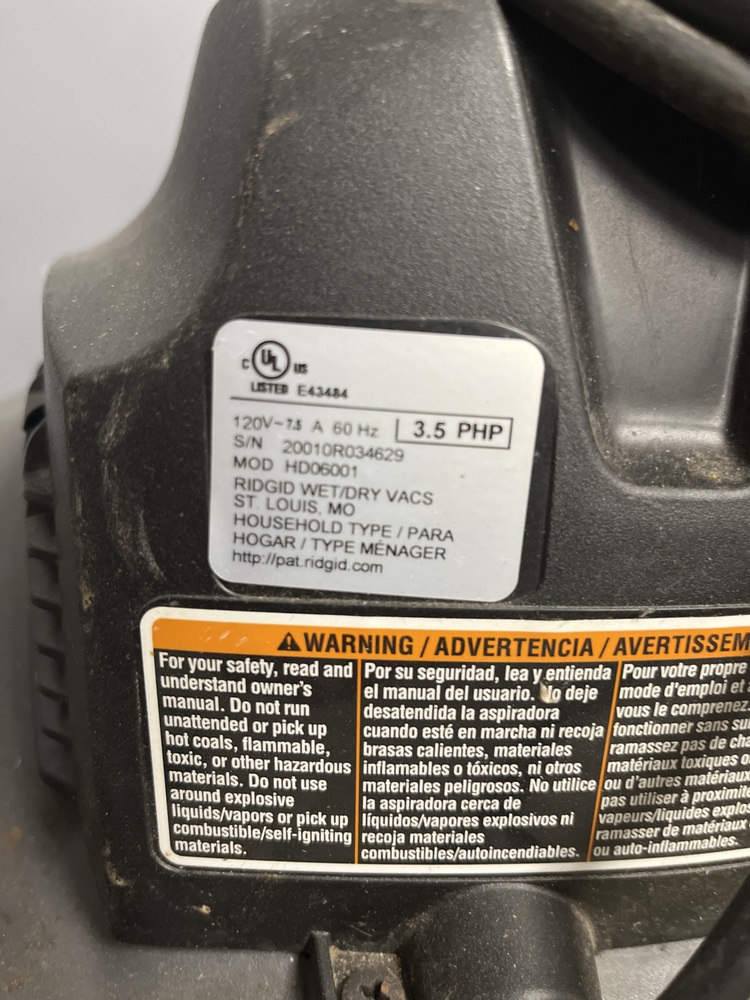 C UL US
LISTED E43484
120V~7.5 A 60 Hz 3.5 PHP
S/N 20010R034629
MOD HD06001
RIDGID WET/DRY VACS
ST. LOUIS, MO
HOUSEHOLD TYPE / PARA
HOGAR / TYPE MÉNAGER
http://pat.ridgid.com
WARNING / ADVERTENCIA / AVERTISSEM
For your safety, read and
understand owner's
manual. Do not run
unattended or pick up
hot coals, flammable,
toxic, or other hazardous
materials. Do not use
around explosive
liquids/vapors or pick up
combustible/self-igniting
materials.
Por su seguridad, lea y entienda
el manual del usuario. No deje
desatendida la aspiradora
cuando esté en marcha ni recoja
brasas calientes, materiales
inflamables o tóxicos, ni otros
materiales peligrosos. No utilice
la aspiradora cerca de
líquidos/vapores explosivos ni
recoja materiales
combustibles/autoincendiables.
Pour votre propre
mode d'emploi et
vous le comprenez.
fonctionner sans su
ramassez pas de cha
matériaux toxiques o
ou d'autres matériaux
pas utiliser à proximité
vapeurs/liquides explos
ramasser de matériaux
ou auto-inflammables.